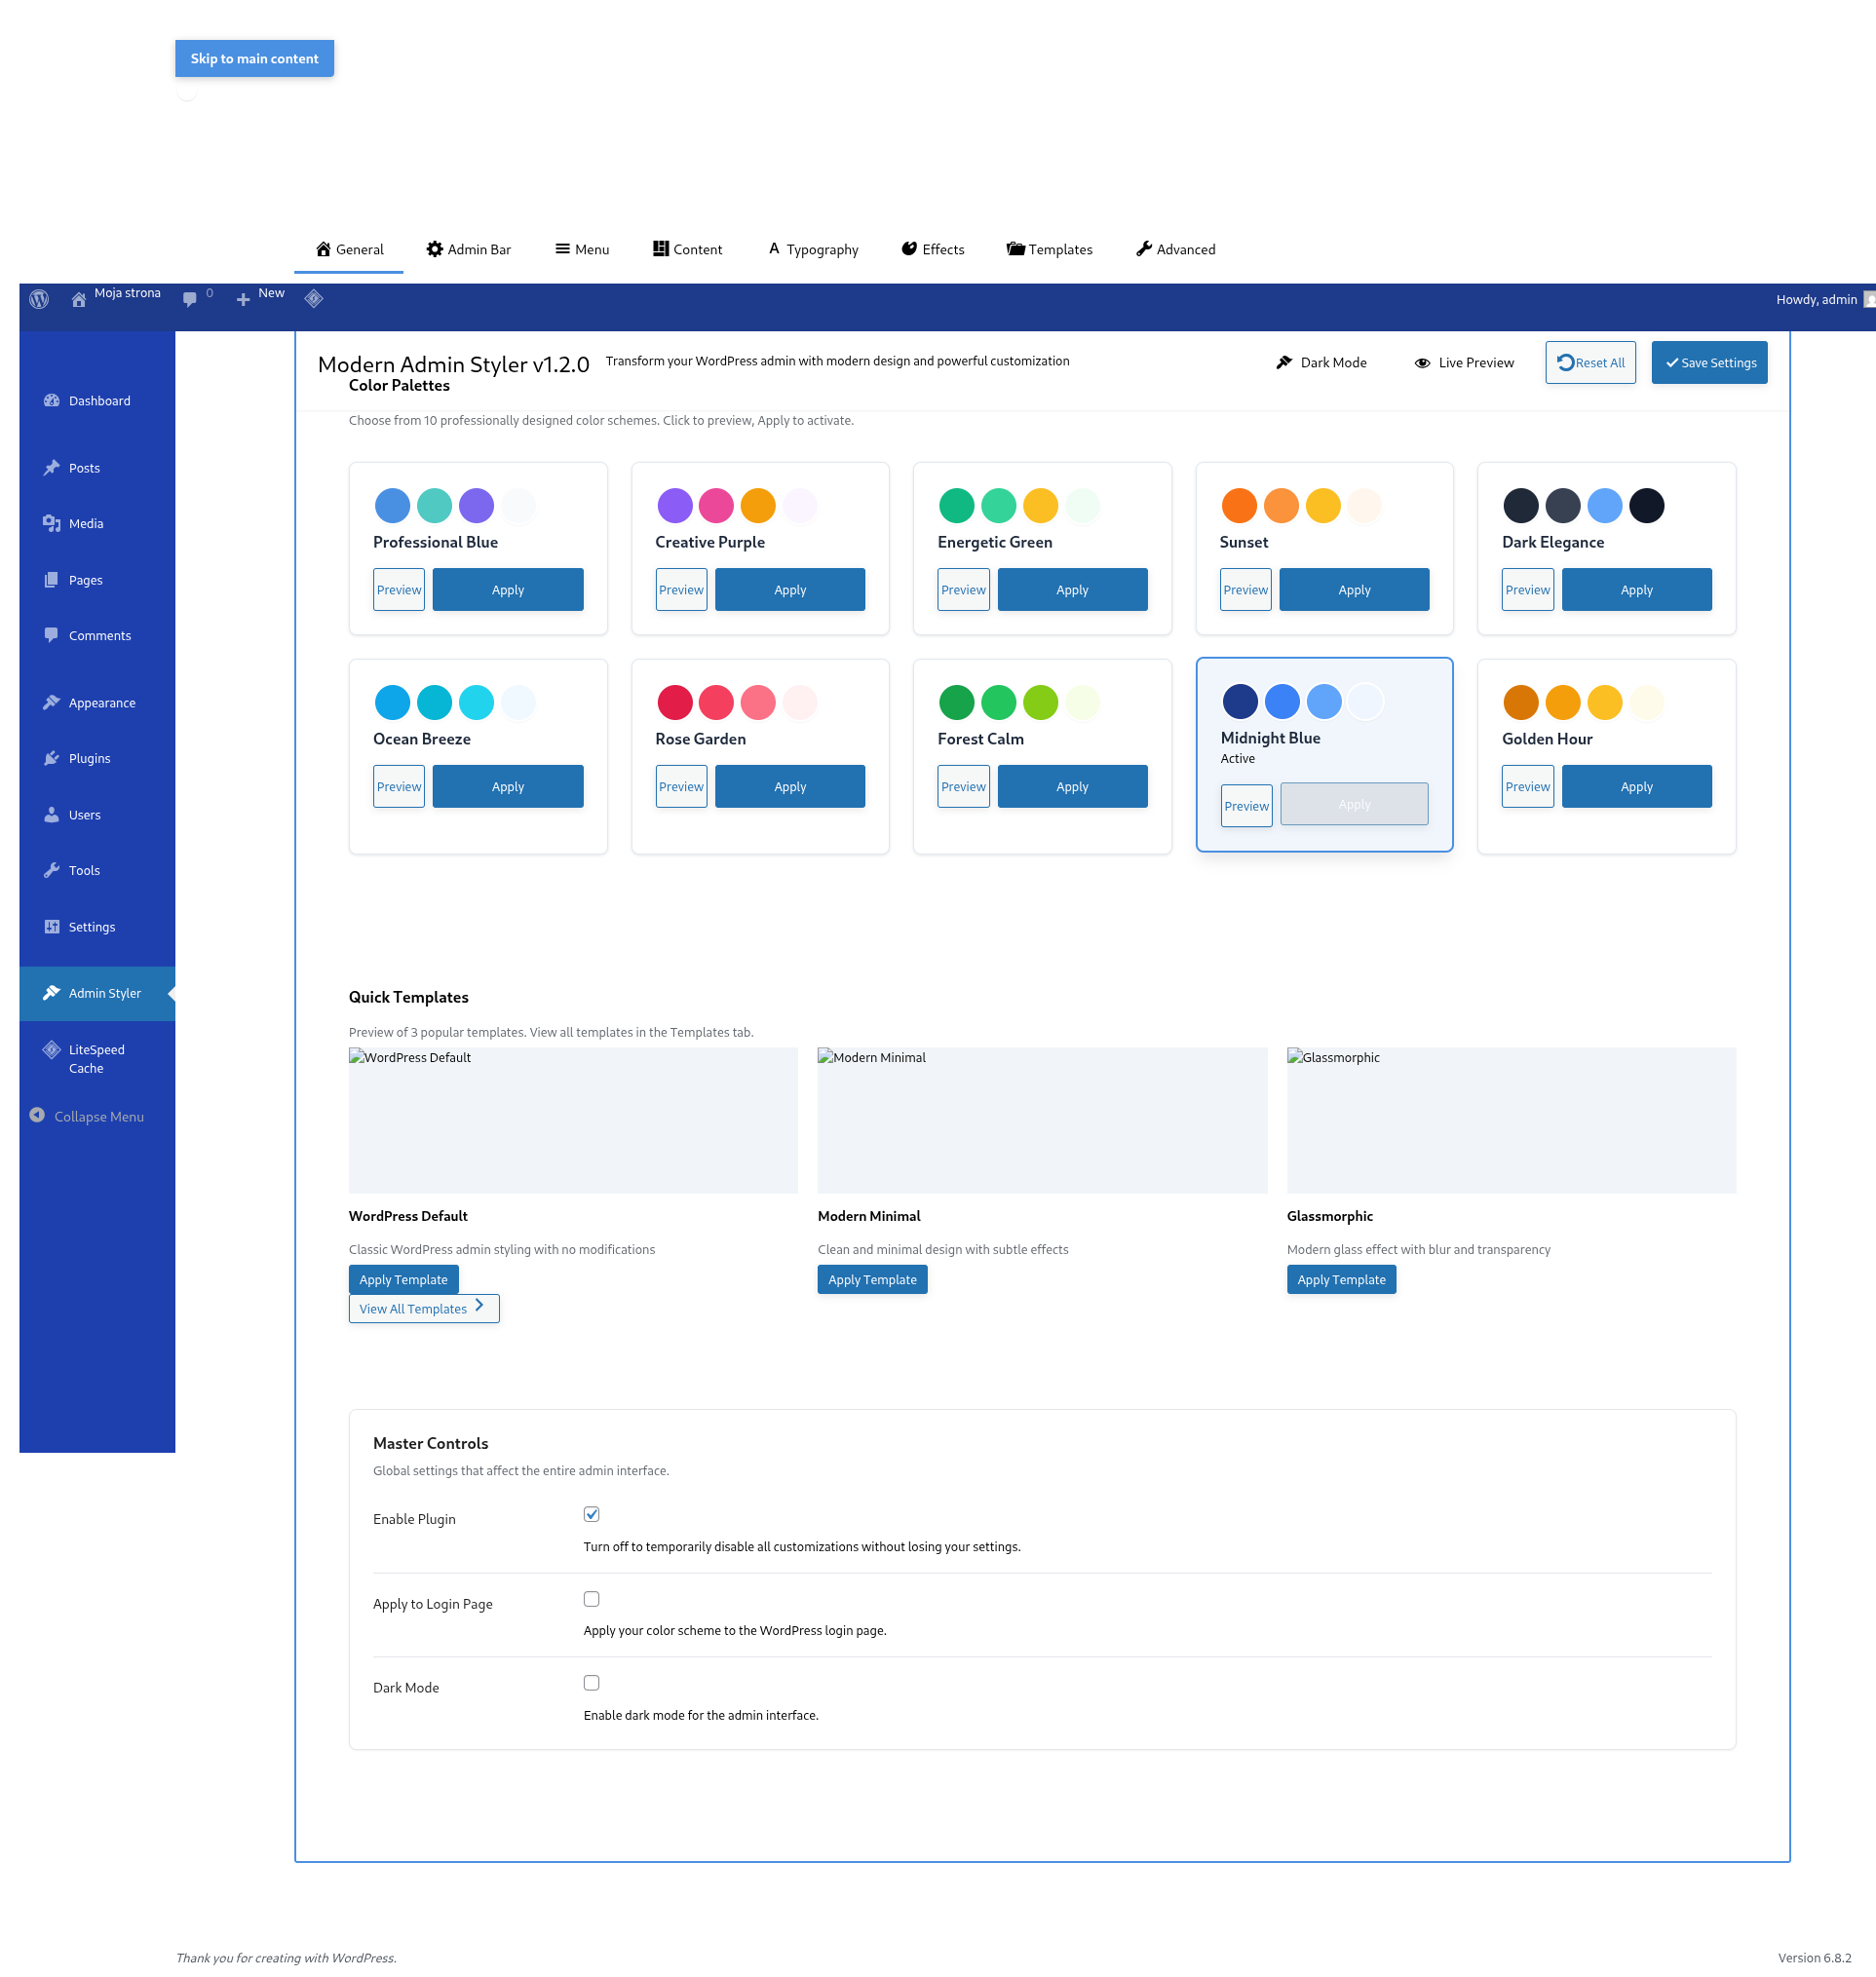 Skip to main content
General Admin Bar Menu Content A Typography Effects Templates Advanced
Moja strona 0 New Howdy, admin
Modern Admin Styler v1.2.0 Transform your WordPress admin with modern design and powerful customization Dark Mode Live Preview Reset All Save Settings
Color Palettes
Choose from 10 professionally designed color schemes. Click to preview, Apply to activate.
Dashboard
Posts
Media
Pages
Comments
Appearance
Plugins
Users
Tools
Settings
Admin Styler
LiteSpeed
Cache
Collapse Menu
Professional Blue Creative Purple Energetic Green Sunset Dark Elegance
Preview Apply Preview Apply Preview Apply Preview Apply Preview Apply
Ocean Breeze Rose Garden Forest Calm Midnight Blue Golden Hour
Active
Preview Apply Preview Apply Preview Apply Preview Apply Preview Apply
Quick Templates
Preview of 3 popular templates. View all templates in the Templates tab.
WordPress Default Modern Minimal Glassmorphic
WordPress Default Modern Minimal Glassmorphic
Classic WordPress admin styling with no modifications Clean and minimal design with subtle effects Modern glass effect with blur and transparency
Apply Template Apply Template Apply Template
View All Templates
Master Controls
Global settings that affect the entire admin interface.
Enable Plugin
Turn off to temporarily disable all customizations without losing your settings.
Apply to Login Page
Apply your color scheme to the WordPress login page.
Dark Mode
Enable dark mode for the admin interface.
Thank you for creating with WordPress. Version 6.8.2